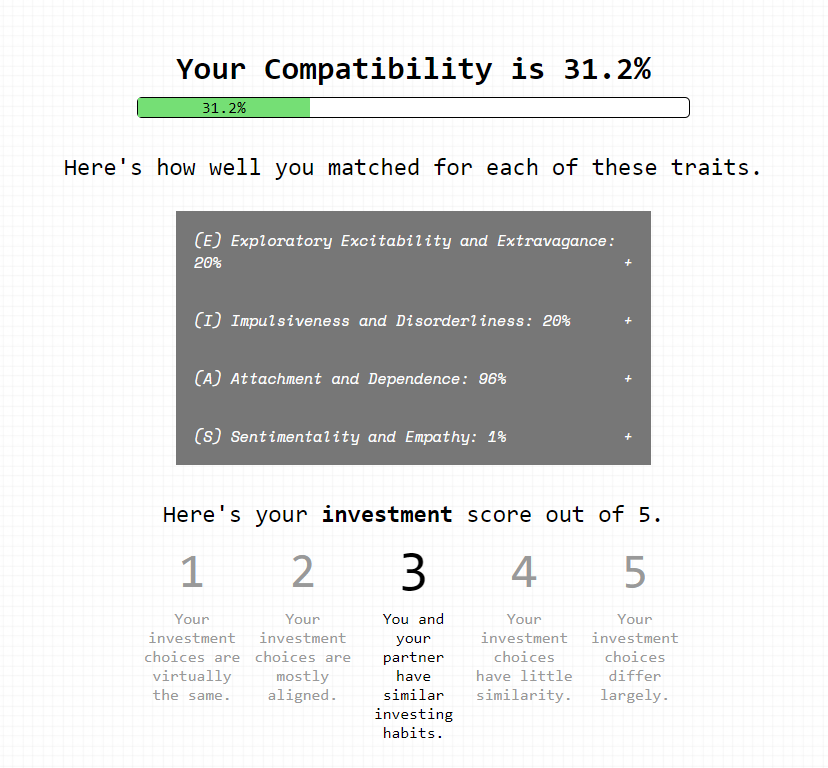 Your Compatibility is 31.2%
31.2%
Here's how well you matched for each of these traits.
(E) Exploratory Excitability and Extravagance:
20% +
(I) Impulsiveness and Disorderliness: 20% +
(A) Attachment and Dependence: 96% +
(S) Sentimentality and Empathy: 1% +
Here's your investment score out of 5.
1
Your
investment
choices are
virtually
the same.
2
Your
investment
choices are
mostly
aligned.
3
You and
your
partner
have
similar
investing
habits.
4
Your
investment
choices
have little
similarity.
5
Your
investment
choices
differ
largely.